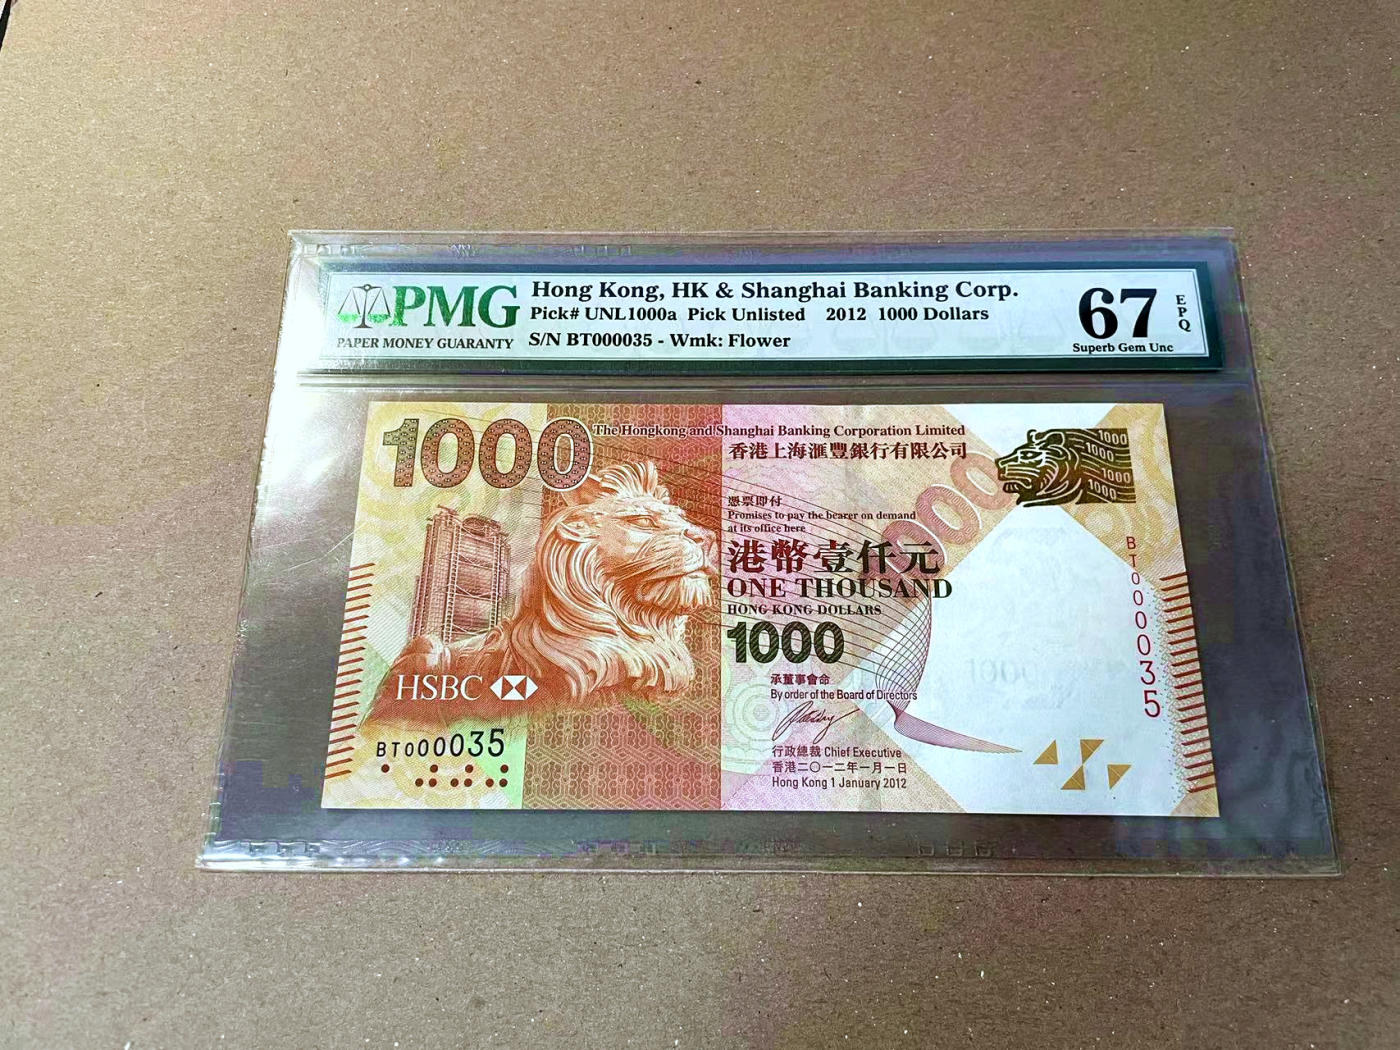 PMG
PAPER MONEY GUARANTY
Hong Kong, HK & Shanghai Banking Corp.
Pick# UNL1000a Pick Unlisted 2012 1000 Dollars
S/N BT000035 - Wmk: Flower
67
EPQ
Superb Gem Unc
1000
The Hongkong and Shanghai Banking Corporation Limited
香港上海滙豐銀行有限公司
1000
1000
1000
1000
1000
憑票即付
Promises to pay the bearer on demand
at its office here
港幣壹仟元
ONE THOUSAND
HONG KONG DOLLARS
1000
HSBC
承董事會命
By order of the Board of Directors
行政總裁 Chief Executive
香港二〇一二年一月一日
Hong Kong 1 January 2012
BT000035
BT000035